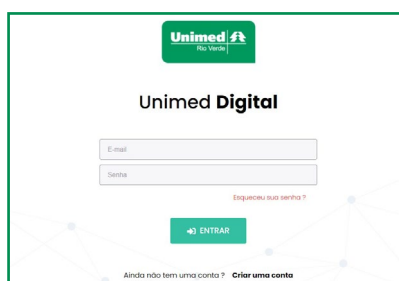 Unimed
Rio Verde
Unimed Digital
E-mail
Senha
Esqueceu sua senha ?
ENTRAR
Ainda não tem uma conta ? Criar uma conta